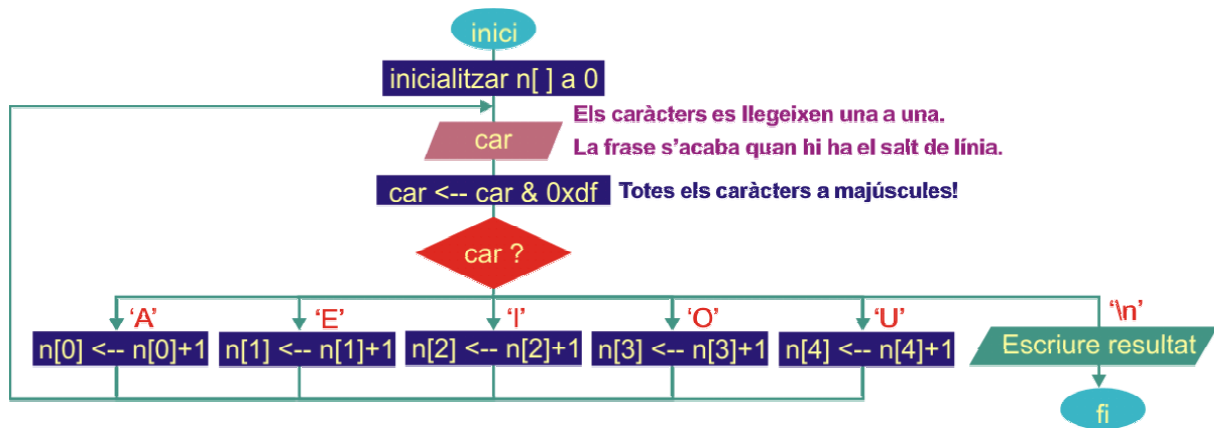 inici
inicialitzar n[ ] a 0
Els caràcters es llegeixen una a una.
car
La frase s'acaba quan hi ha el salt de línia.
car <-- car & 0xdf
Totes els caràcters a majúscules!
car ?
‘A’
‘E’
‘I’
‘O’
‘U’
‘\n’
n[0] <-- n[0]+1
n[1] <-- n[1]+1
n[2] <-- n[2]+1
n[3] <-- n[3]+1
n[4] <-- n[4]+1
Escriure resultat
fi